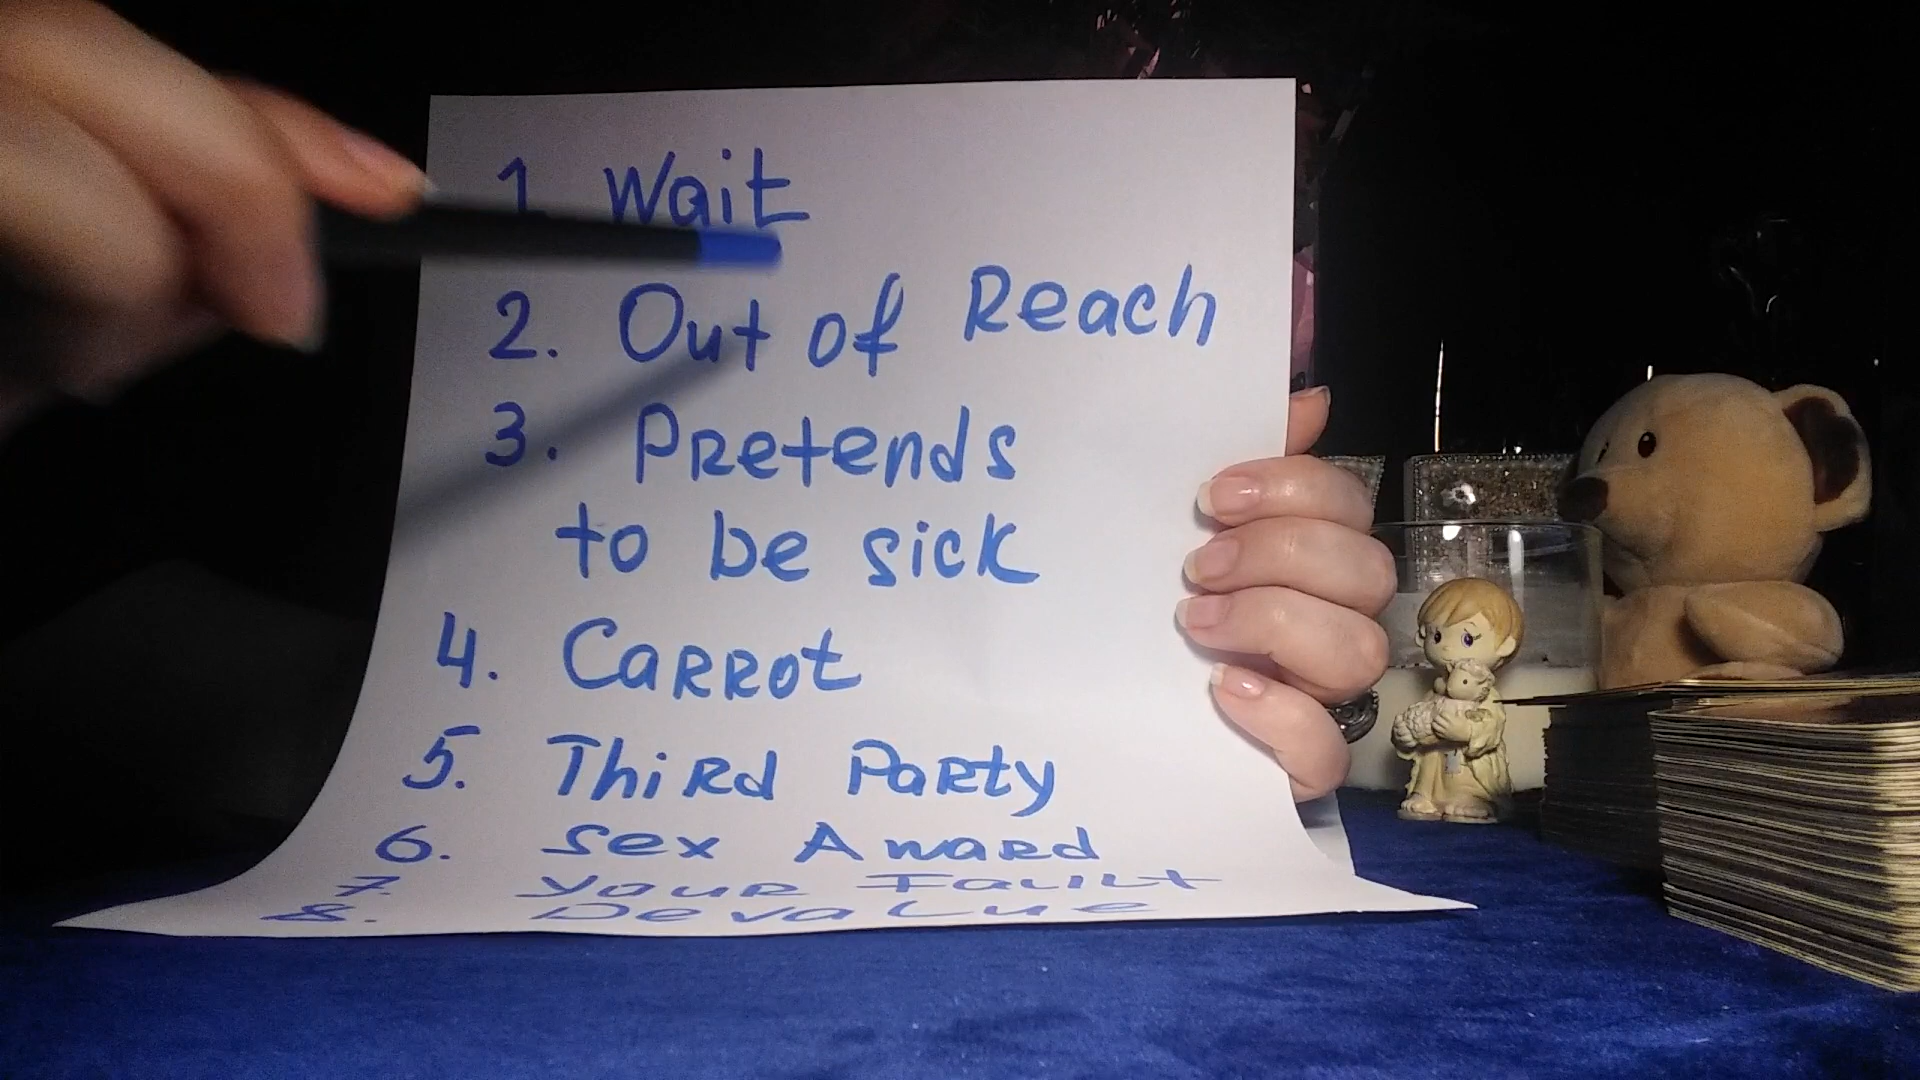 1. Wait
2. Out of Reach
3. Pretends
to be sick
4. Carrot
5. Third Party
6. Sex Award
7. Your Fault
8. Devalue